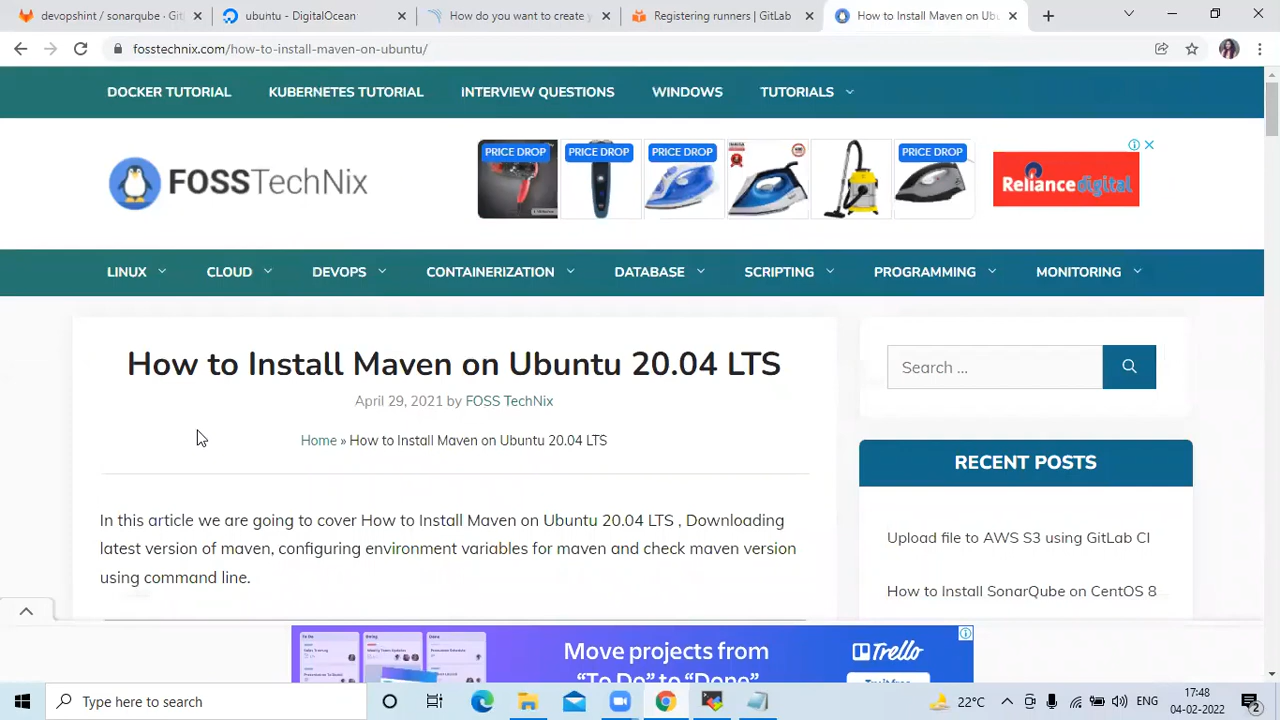 devopshint / sonarqube · Git
ubuntu - DigitalOcean
How do you want to create y
Registering runners | GitLab
How to Install Maven on Ubu
fosstechnix.com/how-to-install-maven-on-ubuntu/
DOCKER TUTORIAL
KUBERNETES TUTORIAL
INTERVIEW QUESTIONS
WINDOWS
TUTORIALS
FOSSTechNix
PRICE DROP
PRICE DROP
PRICE DROP
PRICE DROP
Reliance digital
LINUX
CLOUD
DEVOPS
CONTAINERIZATION
DATABASE
SCRIPTING
PROGRAMMING
MONITORING
How to Install Maven on Ubuntu 20.04 LTS
April 29, 2021 by FOSS TechNix
Home » How to Install Maven on Ubuntu 20.04 LTS
In this article we are going to cover How to Install Maven on Ubuntu 20.04 LTS , Downloading
latest version of maven, configuring environment variables for maven and check maven version
using command line.
Search ...
RECENT POSTS
Upload file to AWS S3 using GitLab CI
How to Install SonarQube on CentOS 8
Move projects from
“To Do” to “Done”
Trello
Type here to search
22°C
17:48
04-02-2022
2